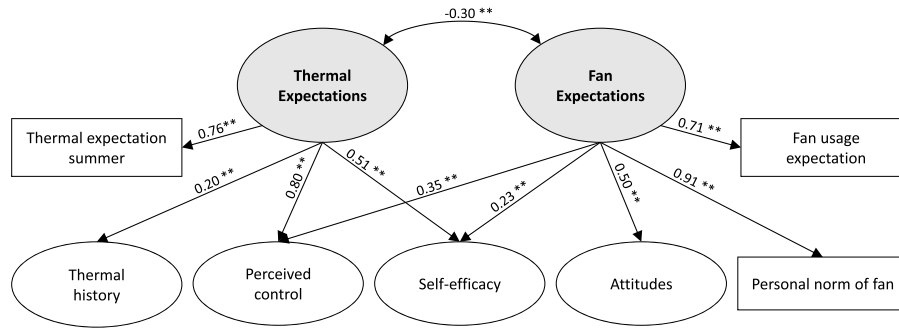 -0.30 **
Thermal
Expectations
Fan
Expectations
Thermal expectation
summer
0.76**
0.71 **
Fan usage
expectation
0.20 **
0.80 **
0.51 **
0.35 **
0.23 **
0.50 **
0.91 **
Thermal
history
Perceived
control
Self-efficacy
Attitudes
Personal norm of fan